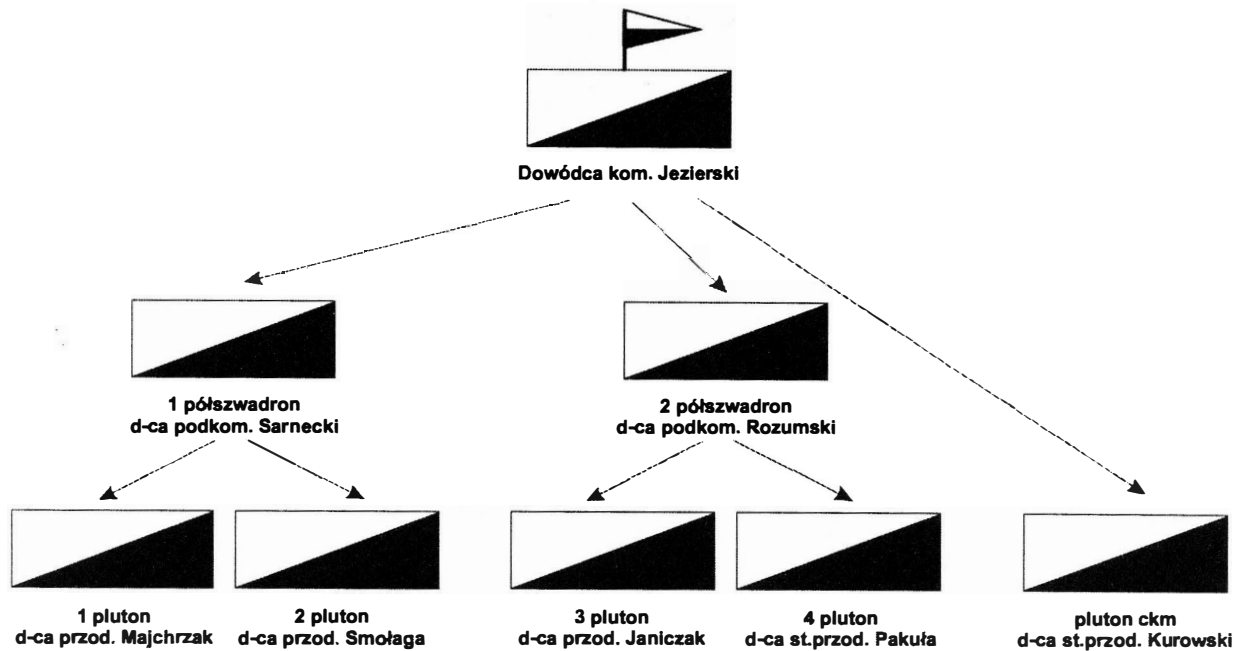 Dowódca kom. Jezierski
1 półszwadron
d-ca podkom. Sarnecki
2 półszwadron
d-ca podkom. Rozumski
1 pluton
d-ca przod. Majchrzak
2 pluton
d-ca przod. Smołaga
3 pluton
d-ca przod. Janiczak
4 pluton
d-ca st.przod. Pakuła
pluton ckm
d-ca st.przod. Kurowski